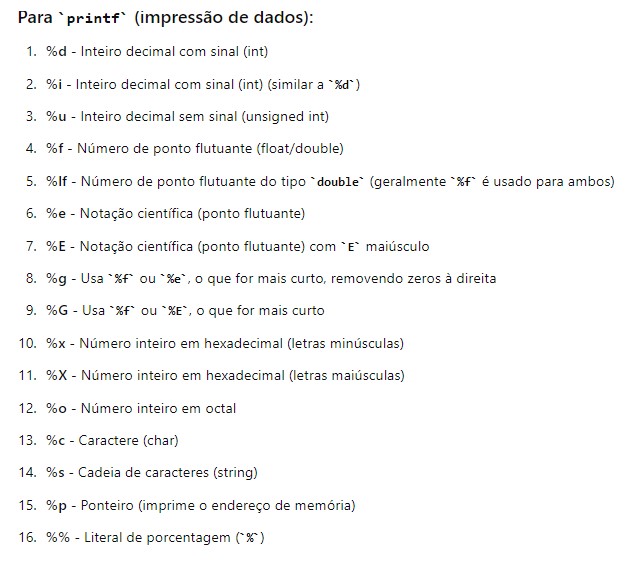 Para `printf` (impressão de dados):
1. %d - Inteiro decimal com sinal (int)
2. %i - Inteiro decimal com sinal (int) (similar a `%d`)
3. %u - Inteiro decimal sem sinal (unsigned int)
4. %f - Número de ponto flutuante (float/double)
5. %lf - Número de ponto flutuante do tipo `double` (geralmente `%f` é usado para ambos)
6. %e - Notação científica (ponto flutuante)
7. %E - Notação científica (ponto flutuante) com `E` maiúsculo
8. %g - Usa `%f` ou `%e`, o que for mais curto, removendo zeros à direita
9. %G - Usa `%f` ou `%E`, o que for mais curto
10. %x - Número inteiro em hexadecimal (letras minúsculas)
11. %X - Número inteiro em hexadecimal (letras maiúsculas)
12. %o - Número inteiro em octal
13. %c - Caractere (char)
14. %s - Cadeia de caracteres (string)
15. %p - Ponteiro (imprime o endereço de memória)
16. %% - Literal de porcentagem (`%`)